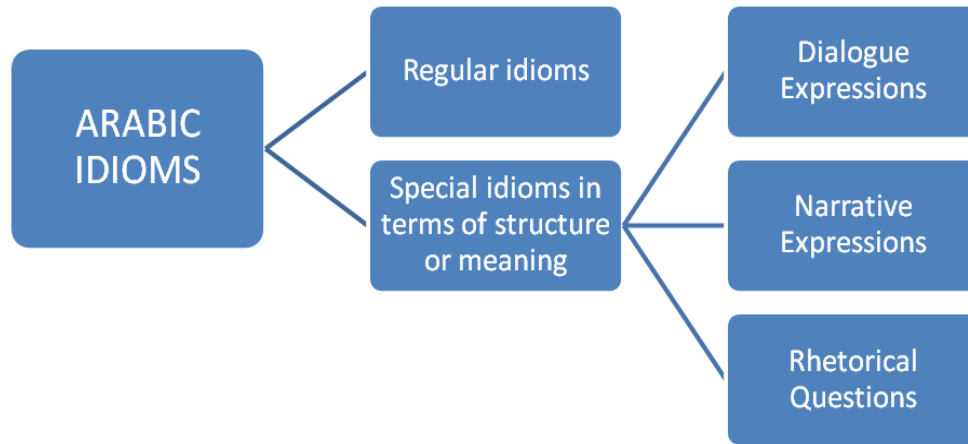 ARABIC
IDIOMS
Regular idioms
Special idioms in
terms of structure
or meaning
Dialogue
Expressions
Narrative
Expressions
Rhetorical
Questions